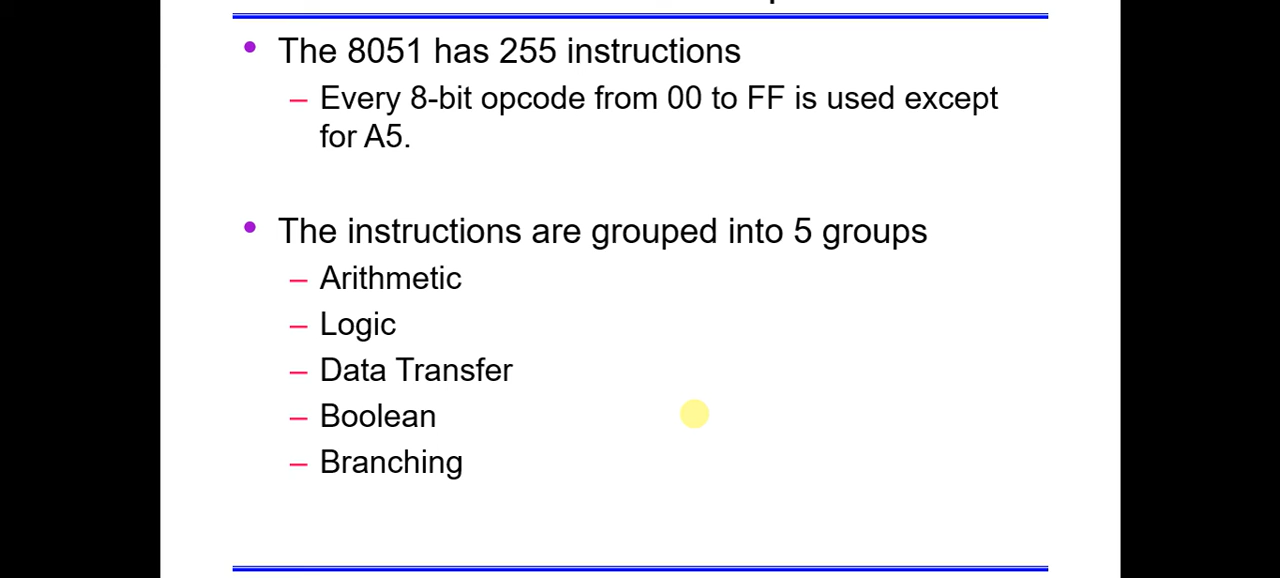 • The 8051 has 255 instructions
– Every 8-bit opcode from 00 to FF is used except
for A5.
• The instructions are grouped into 5 groups
– Arithmetic
– Logic
– Data Transfer
– Boolean
– Branching